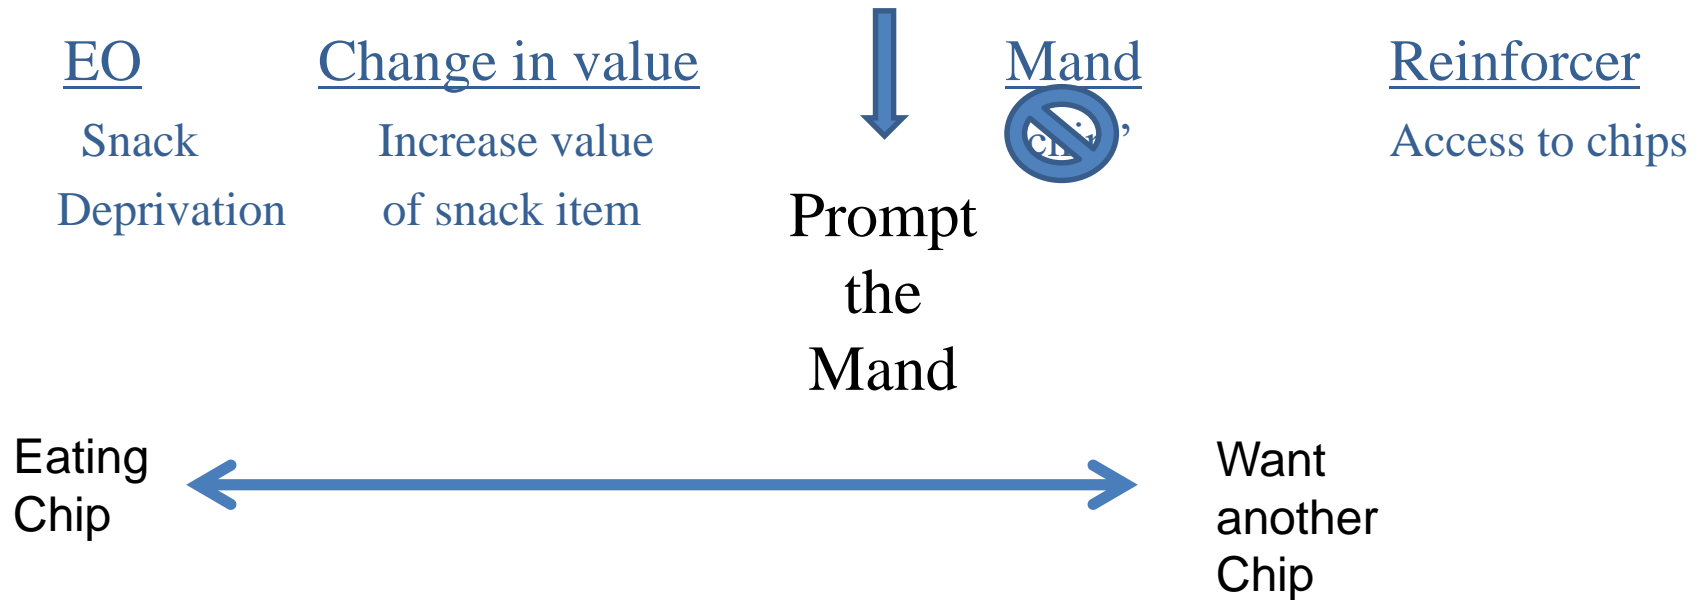 EO Change in value Mand Reinforcer
Snack Increase value Access to chips
Deprivation of snack item
Prompt
the
Mand
Eating
Chip
Want
another
Chip